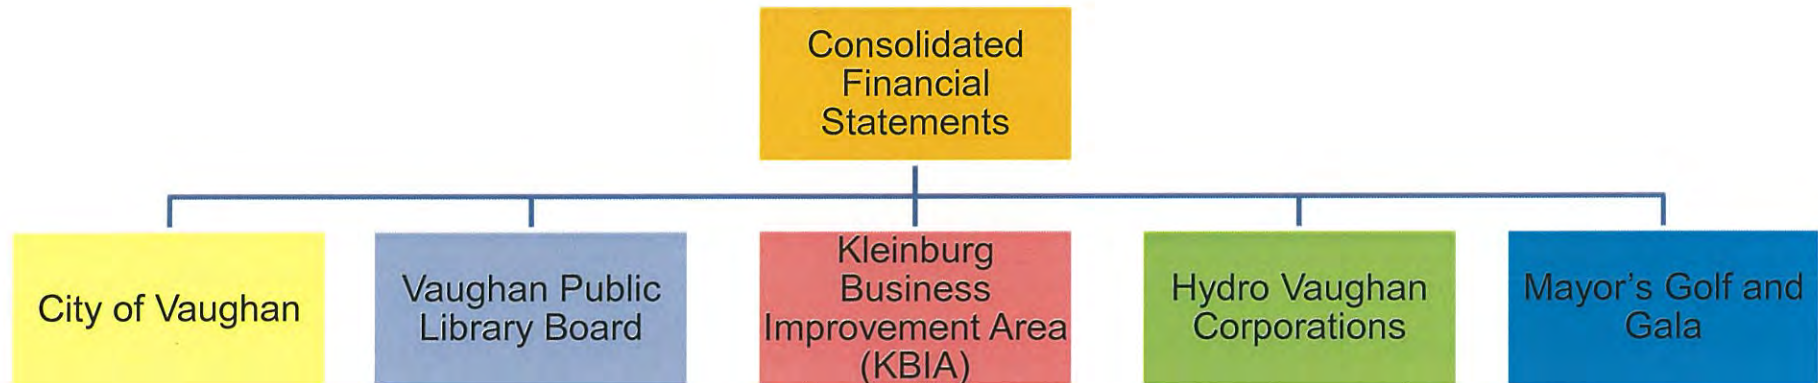 Consolidated
Financial
Statements
City of Vaughan
Vaughan Public
Library Board
Kleinburg
Business
Improvement Area
(KBIA)
Hydro Vaughan
Corporations
Mayor's Golf and
Gala